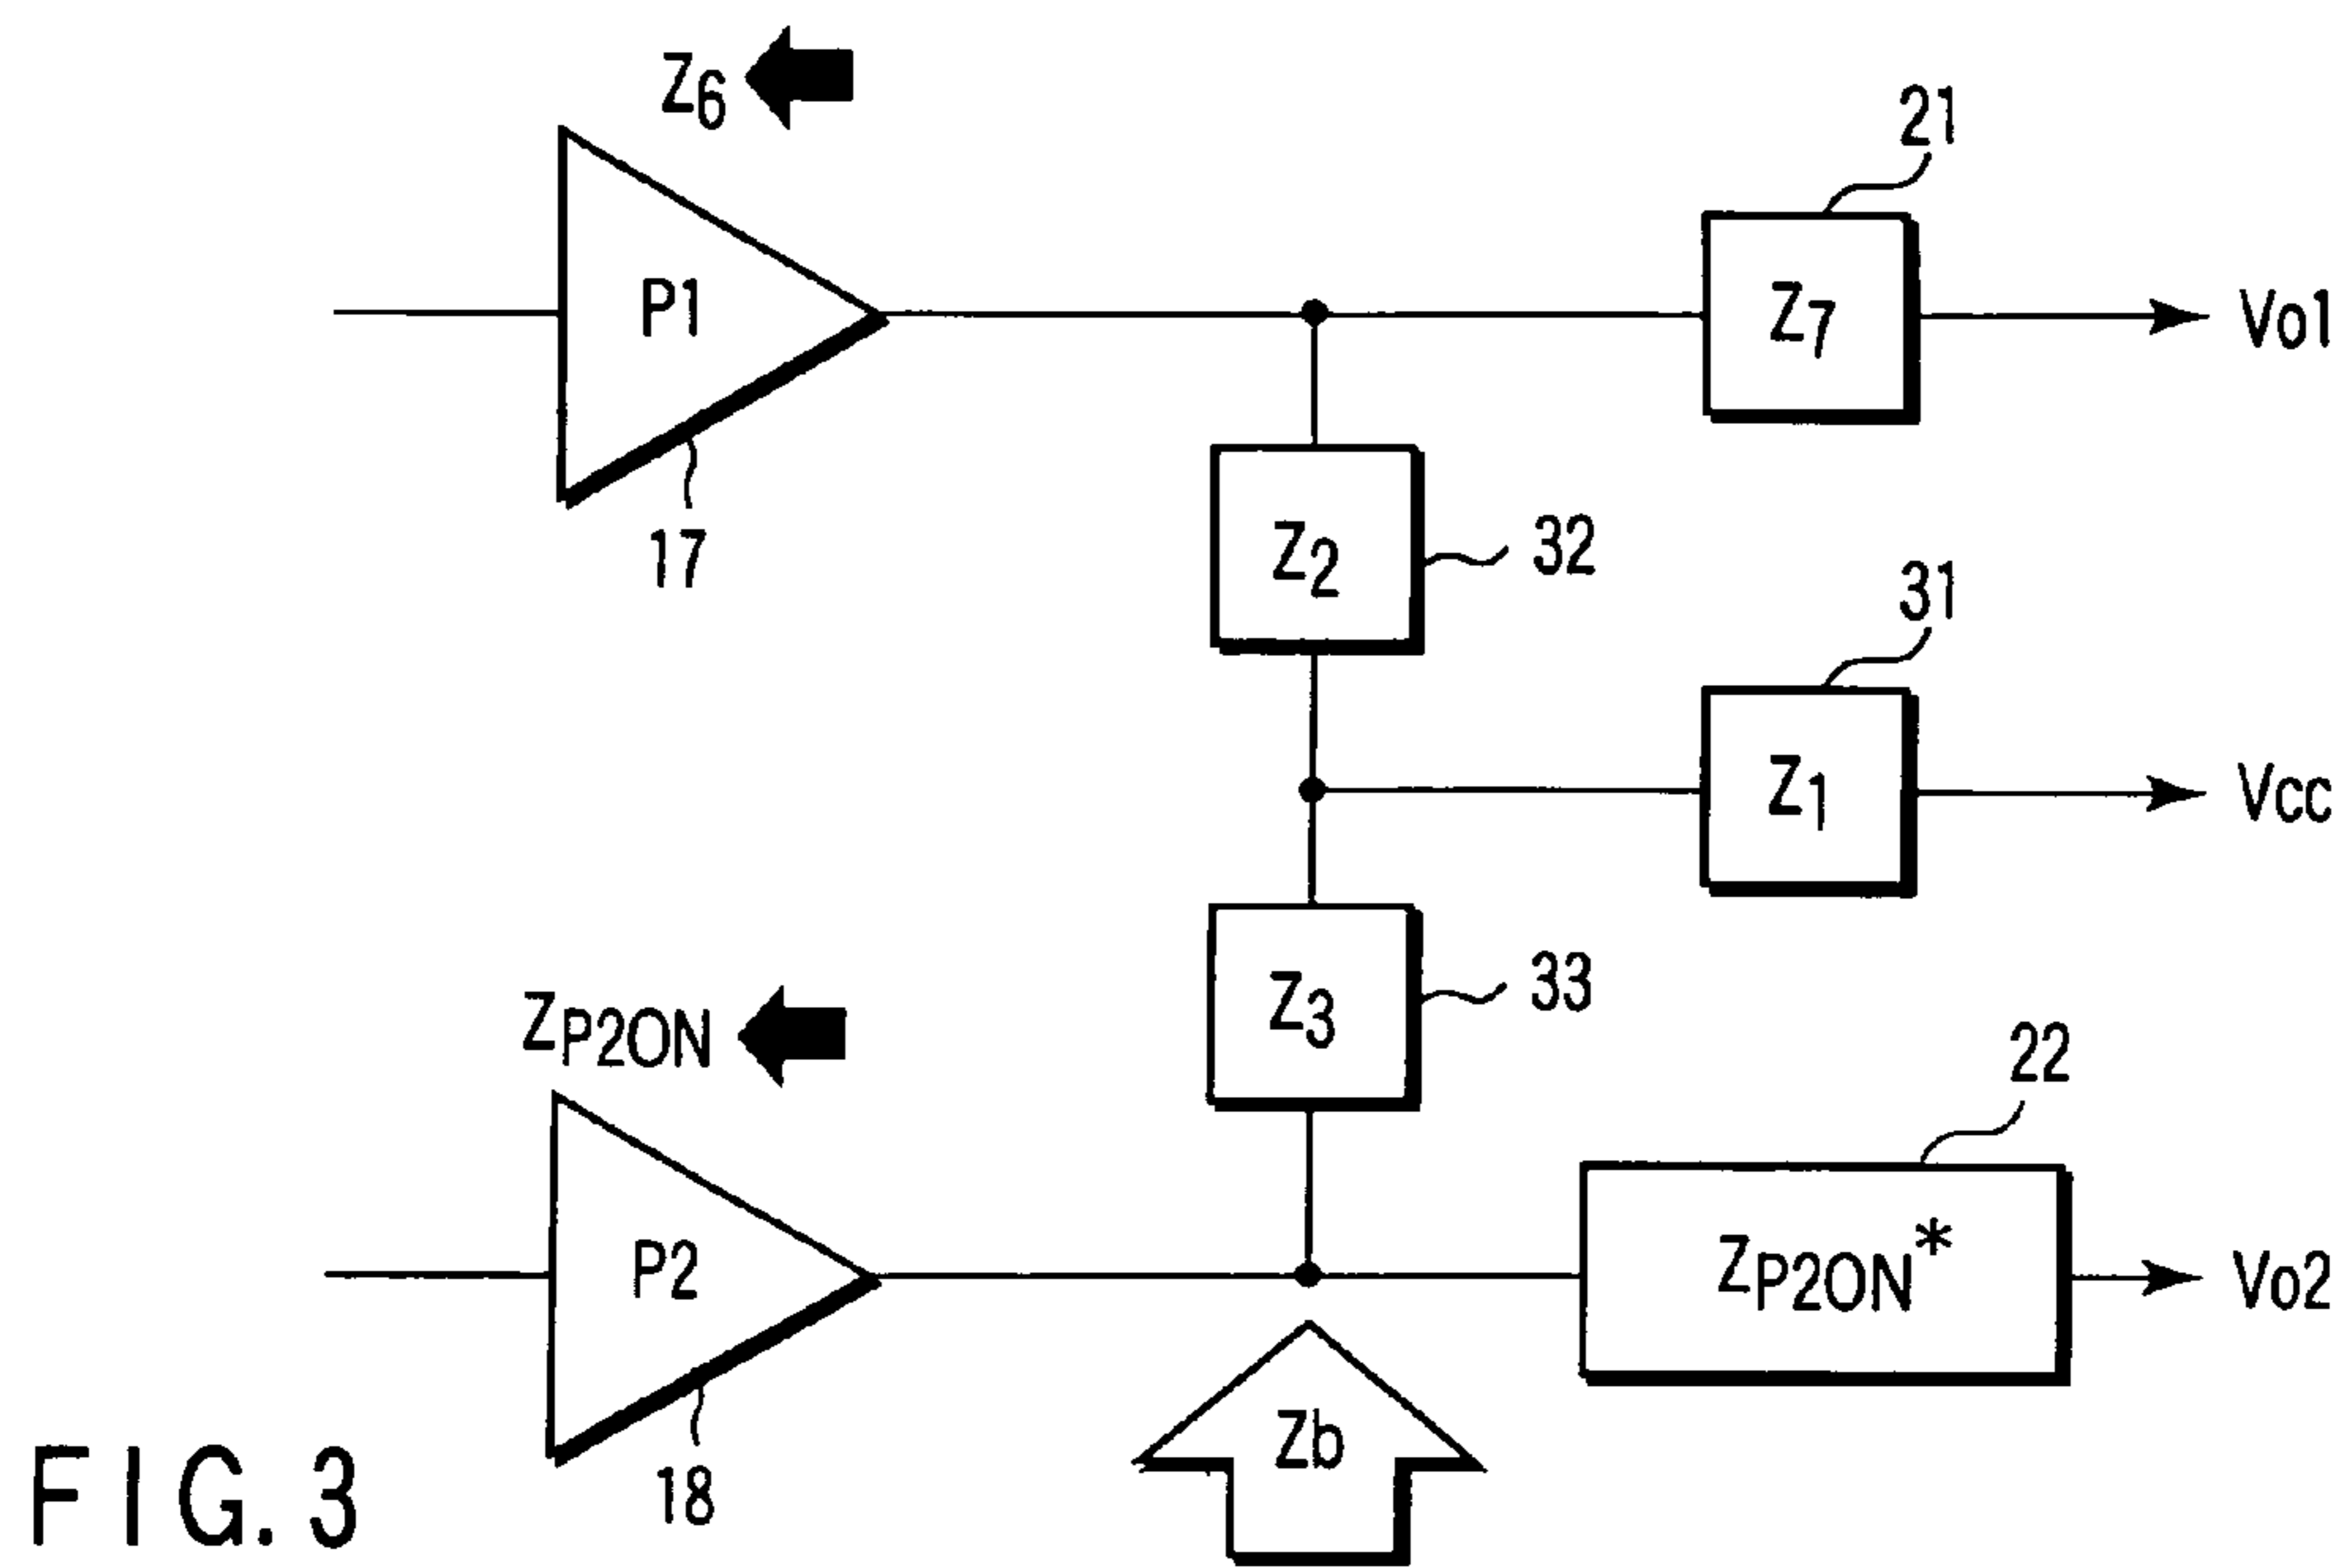 Z6
21
P1
Z7
Vo1
17
Z2
32
31
Z1
Vcc
Z3
33
ZP2ON
22
P2
ZP2ON*
Vo2
Zb
18
FIG. 3